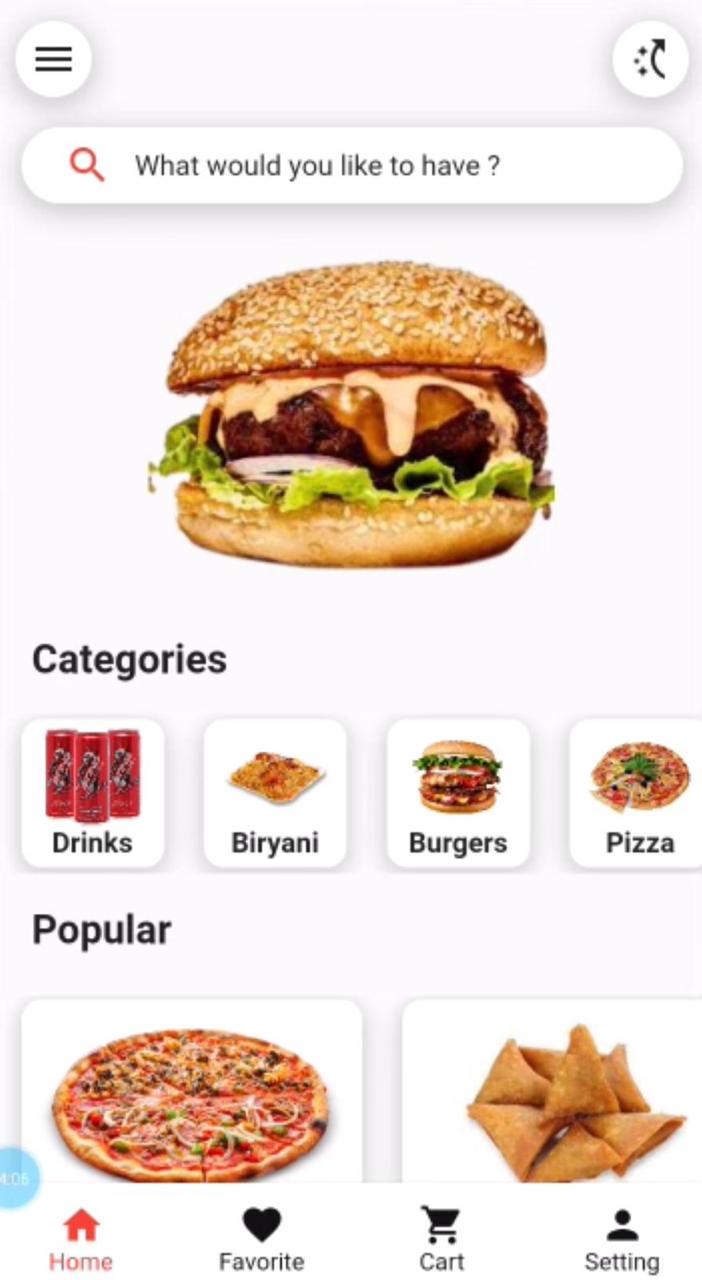 What would you like to have ?
Categories
Drinks
Biryani
Burgers
Pizza
Popular
4:06
Home
Favorite
Cart
Setting